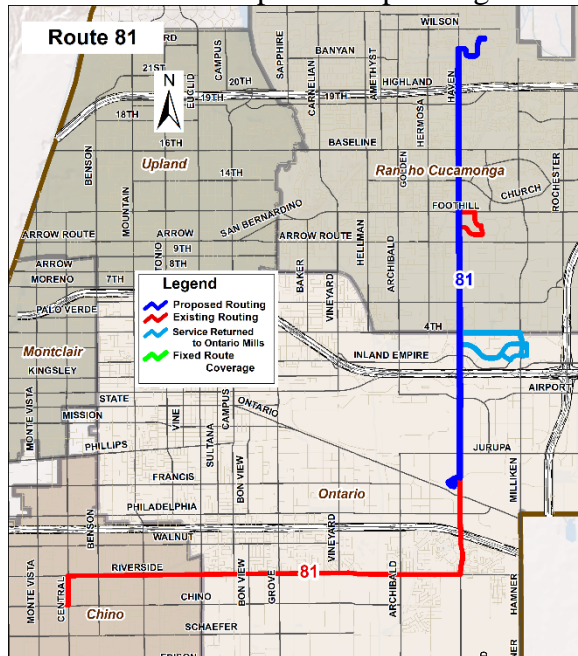 Route 81
N
WILSON
BANYAN
21ST
20TH
19TH
19TH
18TH
16TH
14TH
HIGHLAND
BASELINE
EUCLID
CAMPUS
SAPPHIRE
CARNELIAN
AMETHYST
HERMOSA
HAVEN
BENSON
MOUNTAIN
Upland
Rancho Cucamonga
GOLDEN
CHURCH
ROCHESTER
FOOTHILL
SAN BERNARDINO
ARROW ROUTE
ARROW
ARROW ROUTE
9TH
8TH
HELLMAN
ARCHIBALD
ARROW
MORENO
7TH
BAKER
VINEYARD
81
PALO VERDE
Legend
Proposed Routing
Existing Routing
Service Returned
to Ontario Mills
Fixed Route
Coverage
4TH
INLAND EMPIRE
AIRPORT
Montclair
KINGSLEY
STATE
MISSION
MONTE VISTA
VINE
SULTANA
CAMPUS
ONTARIO
PHILLIPS
BON VIEW
JURUPA
FRANCIS
MILLIKEN
Ontario
PHILADELPHIA
BENSON
WALNUT
VINEYARD
RIVERSIDE
81
MONTE VISTA
CENTRAL
BON VIEW
GROVE
ARCHIBALD
HAMNER
CHINO
Chino
SCHAEFER